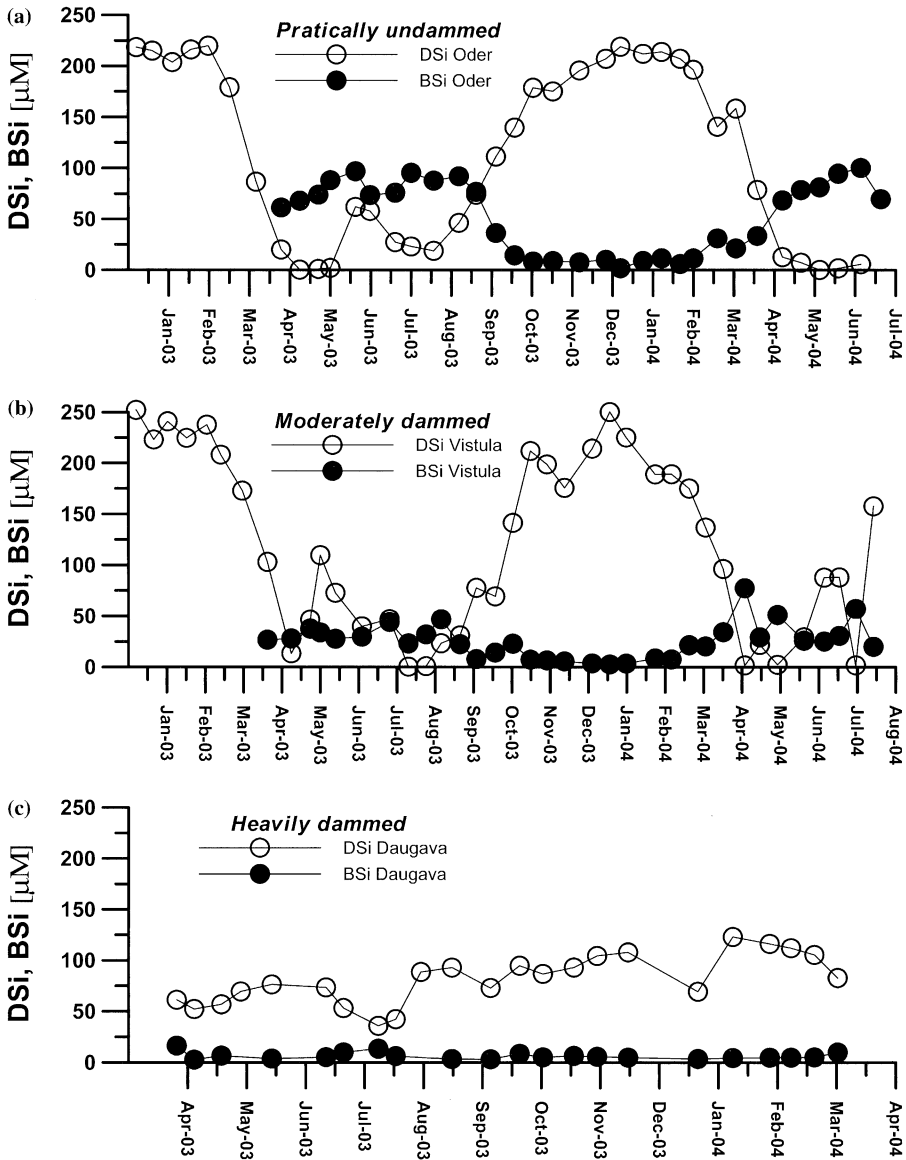 (a)
250
200
150
100
50
0
DSi, BSi [µM]
Pratically undammed
DSi Oder
BSi Oder
Jan-03
Feb-03
March-03
Apr-03
May-03
Jun-03
Jul-03
Aug-03
Sep-03
Oct-03
Nov-03
Dec-03
Jan-04
Feb-04
March-04
Apr-04
May-04
Jun-04
Jul-04
(b)
250
200
150
100
50
0
DSi, BSi [µM]
Moderately dammed
DSi Vistula
BSi Vistula
Jan-03
Feb-03
March-03
Apr-03
May-03
Jun-03
Jul-03
Aug-03
Sep-03
Oct-03
Nov-03
Dec-03
Jan-04
Feb-04
March-04
Apr-04
May-04
Jun-04
Jul-04
Aug-04
(c)
250
200
150
100
50
0
DSi, BSi [µM]
Heavily dammed
DSi Daugava
BSi Daugava
Apr-03
May-03
Jun-03
Jul-03
Aug-03
Sep-03
Oct-03
Nov-03
Dec-03
Jan-04
Feb-04
Mar-04
Apr-04